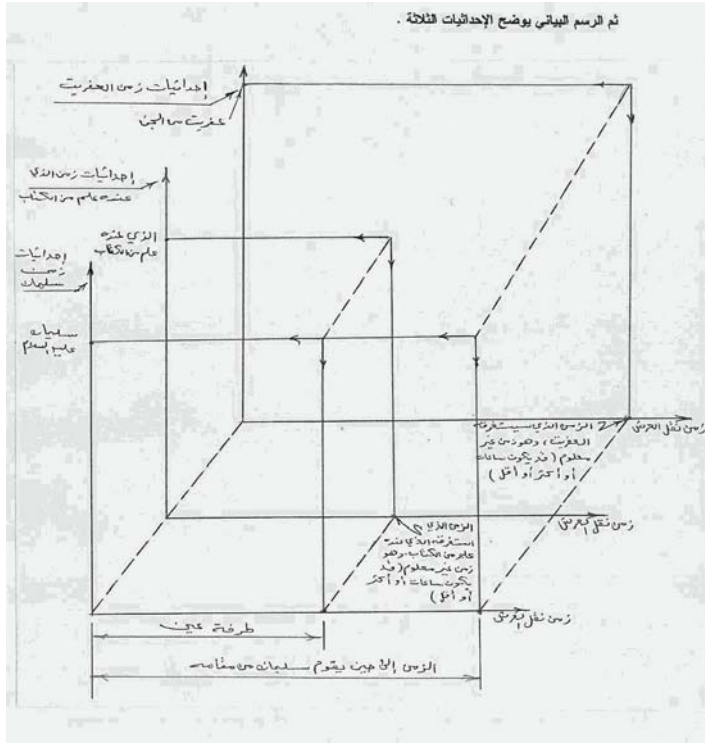 ثم الرسم البياني يوضح الإحداثيات الثلاثة .
إحداثيات زمن العفريت
عفريت من الجن
إحداثيات زمن الذي
عنده علم من الكتاب
الذي عنده
علم من الكتاب
إحداثيات
زمن
سليمان
سليمان
عليه السلام
الزمن الذي سيستغرقه
العفريت، وهو زمن غير
معلوم (قد يكون ساعات
أو أكثر أو أقل)
زمن نقل العرش
الزمن الذي
استغرقه الذي عنده
علم من الكتاب، وهو
زمن غير معلوم (قد
يكون ساعات أو أكثر
أو أقل)
زمن نقل العرش
زمن نقل العرش
طرفة عين
الزمن إلى حين يقوم سليمان من مقامه